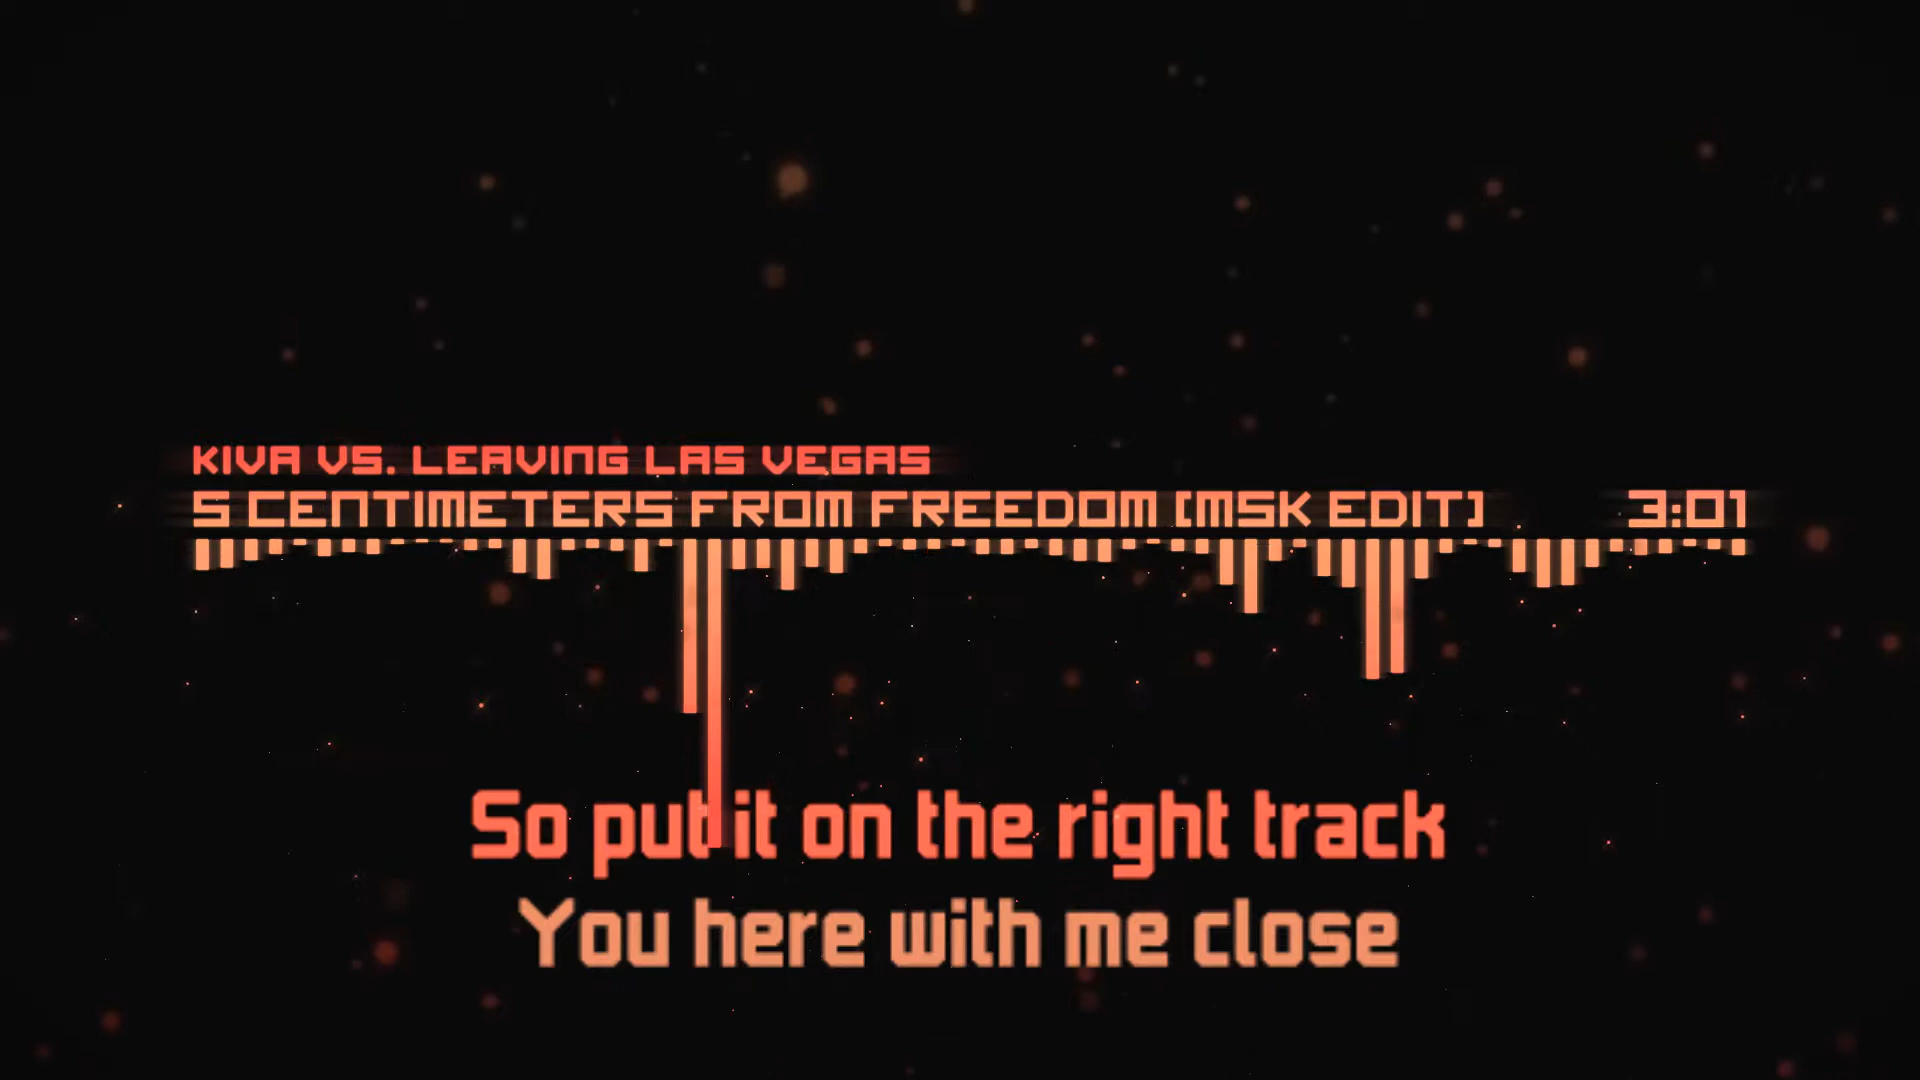 KIVA VS. LEAVING LAS VEGAS
5 CENTIMETERS FROM FREEDOM [MSK EDIT] 3:01
So put it on the right track
You here with me close